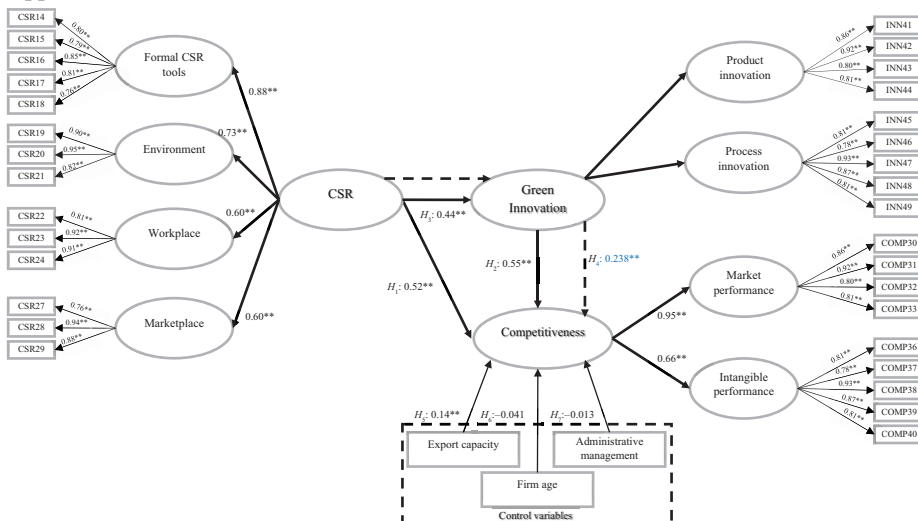 CSR14
CSR15
CSR16
CSR17
CSR18
0.80**
0.79**
0.85**
0.81**
0.76**
Formal CSR
tools
0.88**
CSR19
CSR20
CSR21
0.90**
0.95**
0.82**
Environment
0.73**
CSR22
CSR23
CSR24
0.81**
0.92**
0.91**
Workplace
0.60**
CSR27
CSR28
CSR29
0.76**
0.94**
0.88**
Marketplace
0.60**
CSR
H3: 0.44**
Green
Innovation
H1: 0.52**
H2: 0.55**
H4: 0.238**
Competitiveness
Product
innovation
0.86**
0.92**
0.80**
0.81**
INN41
INN42
INN43
INN44
Process
innovation
0.81**
0.78**
0.93**
0.87**
0.81**
INN45
INN46
INN47
INN48
INN49
0.95**
Market
performance
0.86**
0.92**
0.80**
0.81**
COMP30
COMP31
COMP32
COMP33
0.66**
Intangible
performance
0.81**
0.78**
0.93**
0.87**
0.81**
COMP36
COMP37
COMP38
COMP39
COMP40
: 0.14**
:−0.041
:−0.013
Export capacity
Administrative
management
Firm age
Control variables